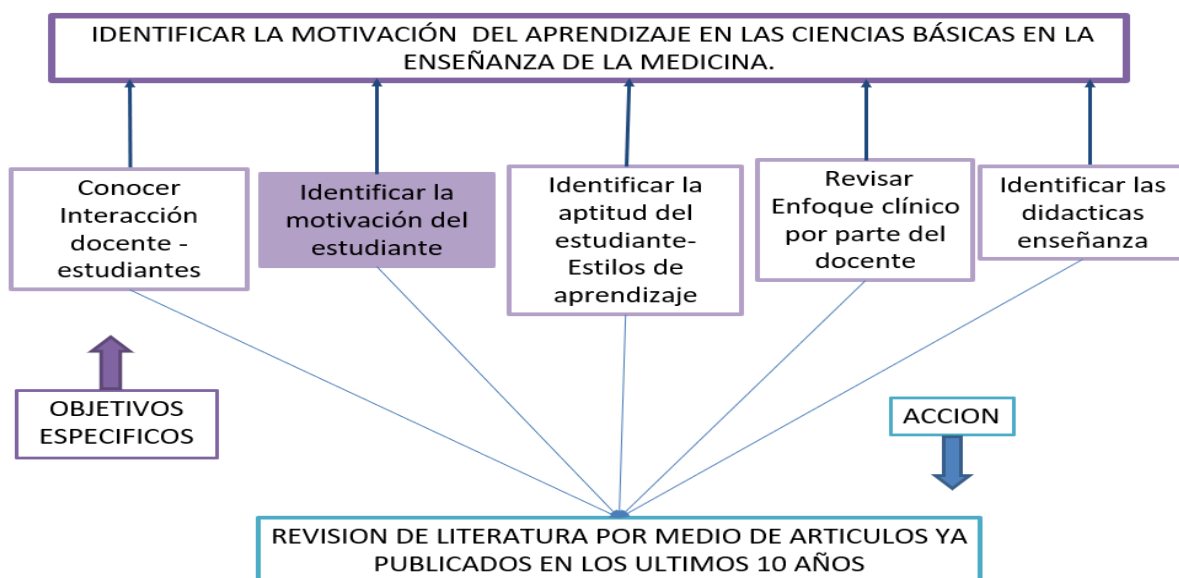 IDENTIFICAR LA MOTIVACIÓN DEL APRENDIZAJE EN LAS CIENCIAS BÁSICAS EN LA
ENSEÑANZA DE LA MEDICINA.
Conocer
Interacción
docente -
estudiantes
Identificar la
motivación del
estudiante
Identificar la
aptitud del
estudiante-
Estilos de
aprendizaje
Revisar
Enfoque clínico
por parte del
docente
Identificar las
didacticas
enseñanza
OBJETIVOS
ESPECIFICOS
ACCION
REVISION DE LITERATURA POR MEDIO DE ARTICULOS YA
PUBLICADOS EN LOS ULTIMOS 10 AÑOS